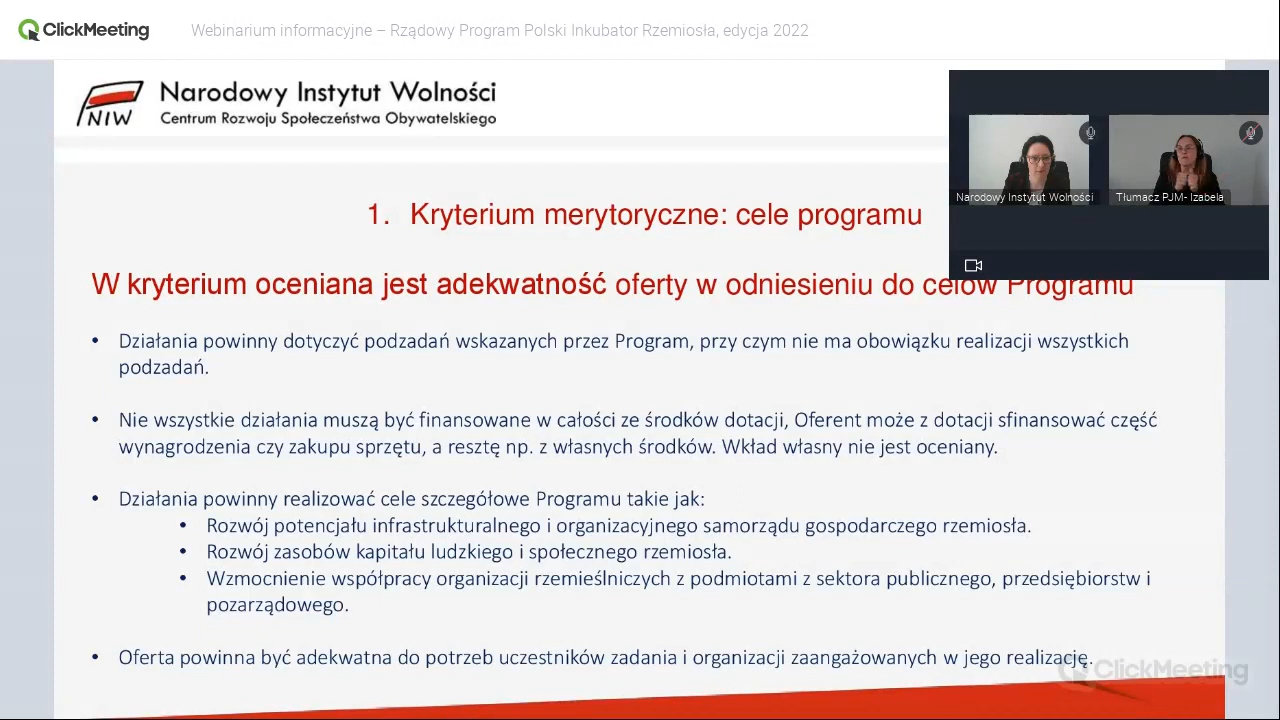 ClickMeeting
Webinarium informacyjne – Rządowy Program Polski Inkubator Rzemiosła, edycja 2022
NIW
Narodowy Instytut Wolności
Centrum Rozwoju Społeczeństwa Obywatelskiego
Narodowy Instytut Wolności
Tłumacz PJM- Izabela
1. Kryterium merytoryczne: cele programu
W kryterium oceniana jest adekwatność oferty w odniesieniu do celów Programu
• Działania powinny dotyczyć podzadań wskazanych przez Program, przy czym nie ma obowiązku realizacji wszystkich
podzadań.
• Nie wszystkie działania muszą być finansowane w całości ze środków dotacji, Oferent może z dotacji sfinansować część
wynagrodzenia czy zakupu sprzętu, a resztę np. z własnych środków. Wkład własny nie jest oceniany.
• Działania powinny realizować cele szczegółowe Programu takie jak:
• Rozwój potencjału infrastrukturalnego i organizacyjnego samorządu gospodarczego rzemiosła.
• Rozwój zasobów kapitału ludzkiego i społecznego rzemiosła.
• Wzmocnienie współpracy organizacji rzemieślniczych z podmiotami z sektora publicznego, przedsiębiorstw i
pozarządowego.
• Oferta powinna być adekwatna do potrzeb uczestników zadania i organizacji zaangażowanych w jego realizację.
ClickMeeting